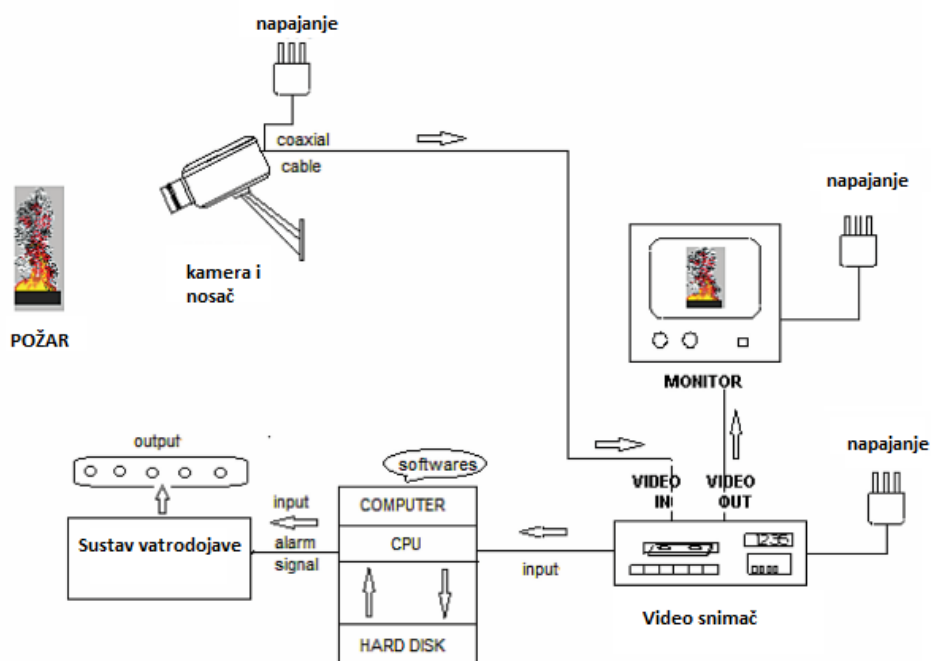 napajanje
coaxial
cable
napajanje
kamera i
nosač
POŽAR
MONITOR
output
softwares
napajanje
VIDEO
IN
VIDEO
OUT
input
COMPUTER
12:35
Sustav vatrodojave
alarm
signal
CPU
input
Video snimač
HARD DISK